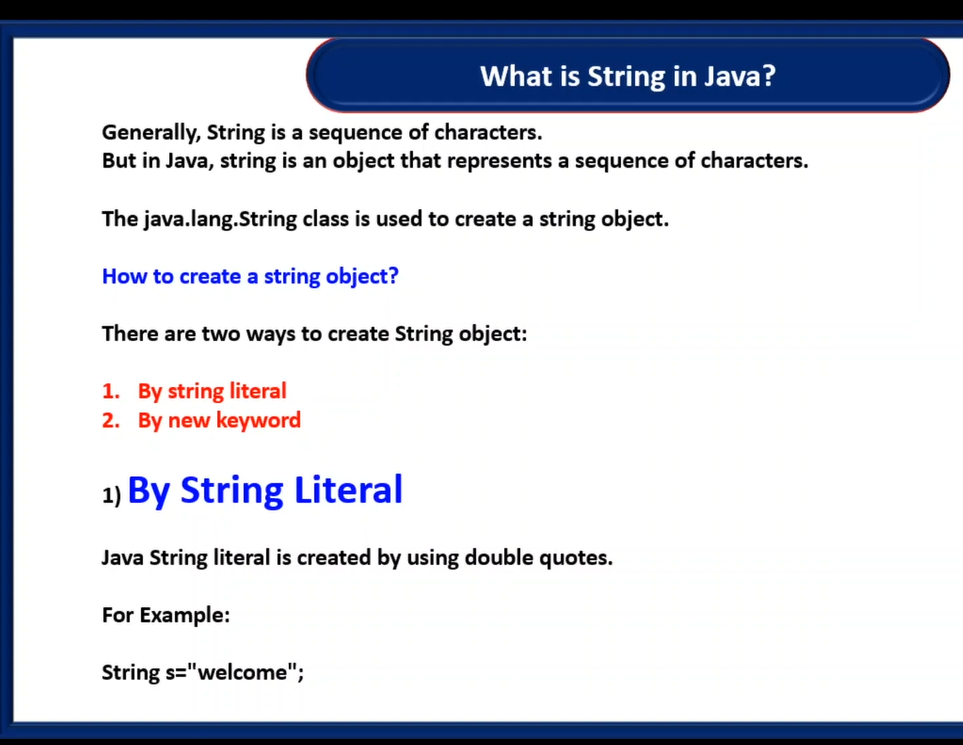 What is String in Java?
Generally, String is a sequence of characters.
But in Java, string is an object that represents a sequence of characters.
The java.lang.String class is used to create a string object.
How to create a string object?
There are two ways to create String object:
1. By string literal
2. By new keyword
1) By String Literal
Java String literal is created by using double quotes.
For Example:
String s="welcome";